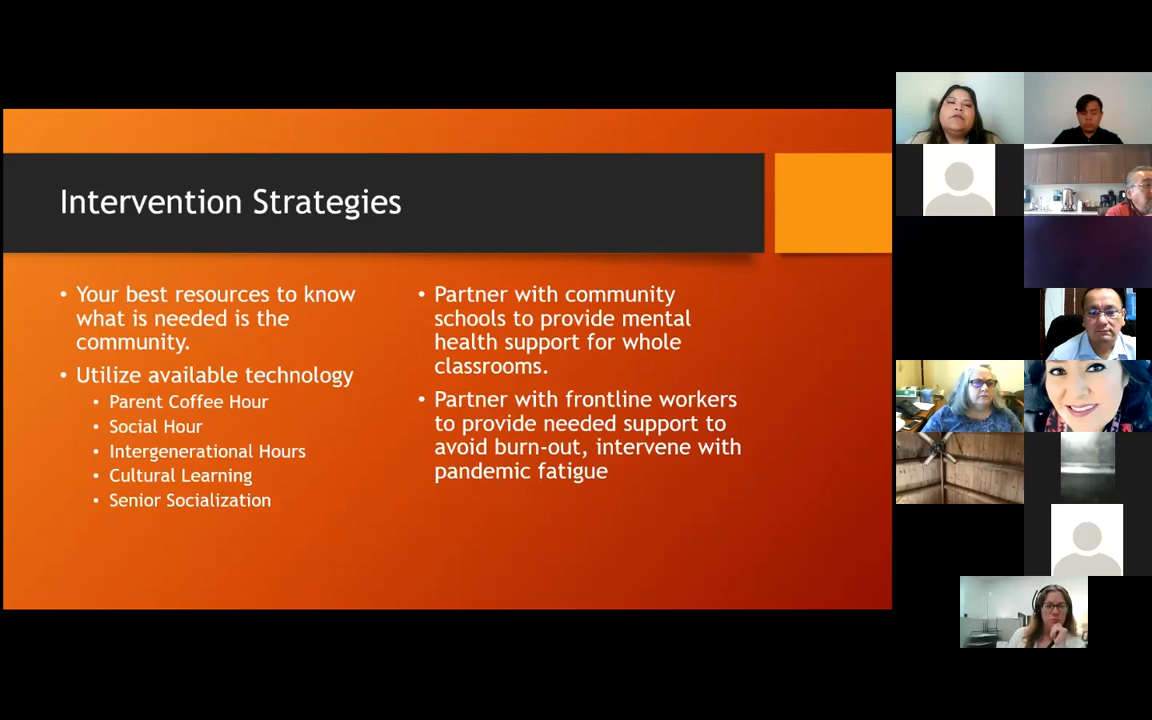 Intervention Strategies
• Your best resources to know
what is needed is the
community.
• Utilize available technology
• Parent Coffee Hour
• Social Hour
• Intergenerational Hours
• Cultural Learning
• Senior Socialization
• Partner with community
schools to provide mental
health support for whole
classrooms.
• Partner with frontline workers
to provide needed support to
avoid burn-out, intervene with
pandemic fatigue